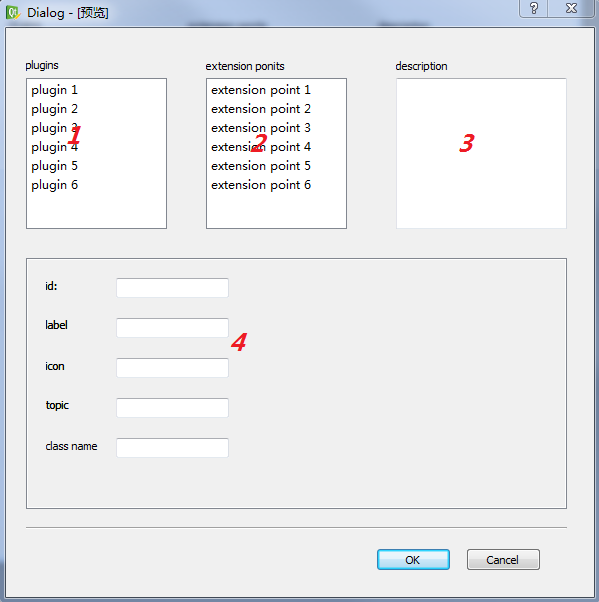 Dialog - [预览]
plugins
extension ponits
description
plugin 1
plugin 2
plugin 3
plugin 4
plugin 5
plugin 6
1
extension point 1
extension point 2
extension point 3
extension point 4
extension point 5
extension point 6
2
3
id:
label
icon
topic
class name
4
OK
Cancel